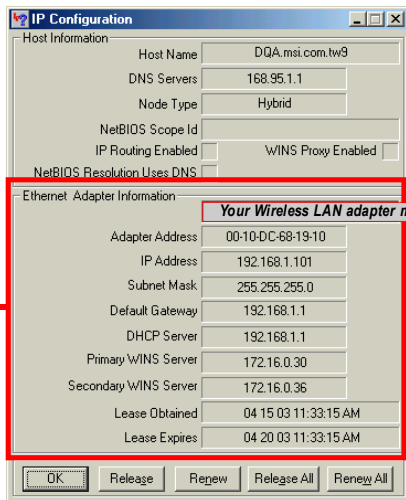 IP Configuration
Host Information
Host Name DQA.msi.com.tw9
DNS Servers 168.95.1.1
Node Type Hybrid
NetBIOS Scope Id
IP Routing Enabled WINS Proxy Enabled
NetBIOS Resolution Uses DNS
Ethernet Adapter Information
Your Wireless LAN adapter n
Adapter Address 00-10-DC-68-19-10
IP Address 192.168.1.101
Subnet Mask 255.255.255.0
Default Gateway 192.168.1.1
DHCP Server 192.168.1.1
Primary WINS Server 172.16.0.30
Secondary WINS Server 172.16.0.36
Lease Obtained 04 15 03 11:33:15 AM
Lease Expires 04 20 03 11:33:15 AM
OK Release Renew Release All Renew All